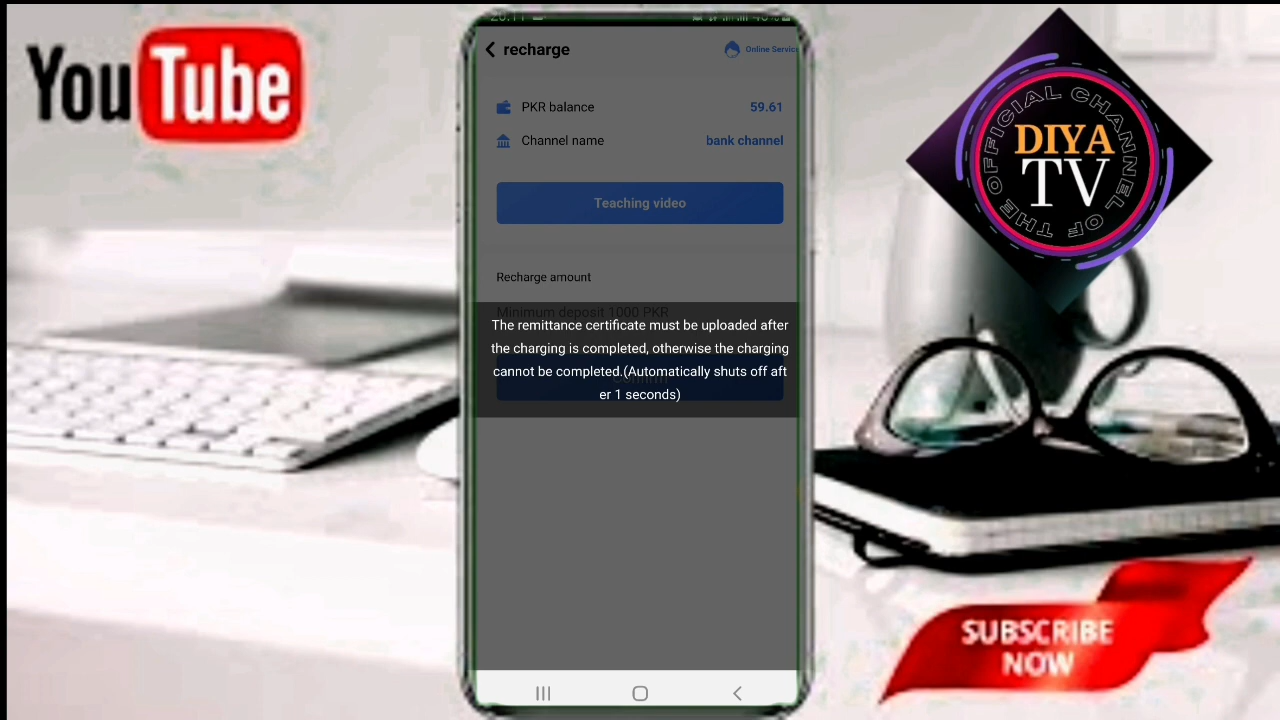 YouTube
recharge
Online Servic
PKR balance
59.61
Channel name
bank channel
Teaching video
Recharge amount
Minimum deposit 1000 PKR
The remittance certificate must be uploaded after
the charging is completed, otherwise the charging
cannot be completed.(Automatically shuts off aft
er 1 seconds)
Confirm
OFFICIAL CHANNEL OF THE
DIYA
TV
SUBSCRIBE
NOW